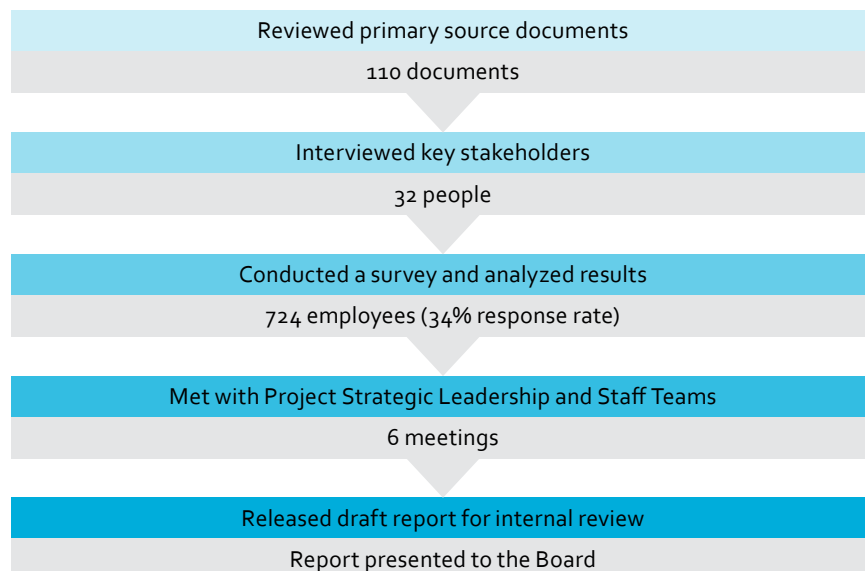 Reviewed primary source documents
110 documents
Interviewed key stakeholders
32 people
Conducted a survey and analyzed results
724 employees (34% response rate)
Met with Project Strategic Leadership and Staff Teams
6 meetings
Released draft report for internal review
Report presented to the Board